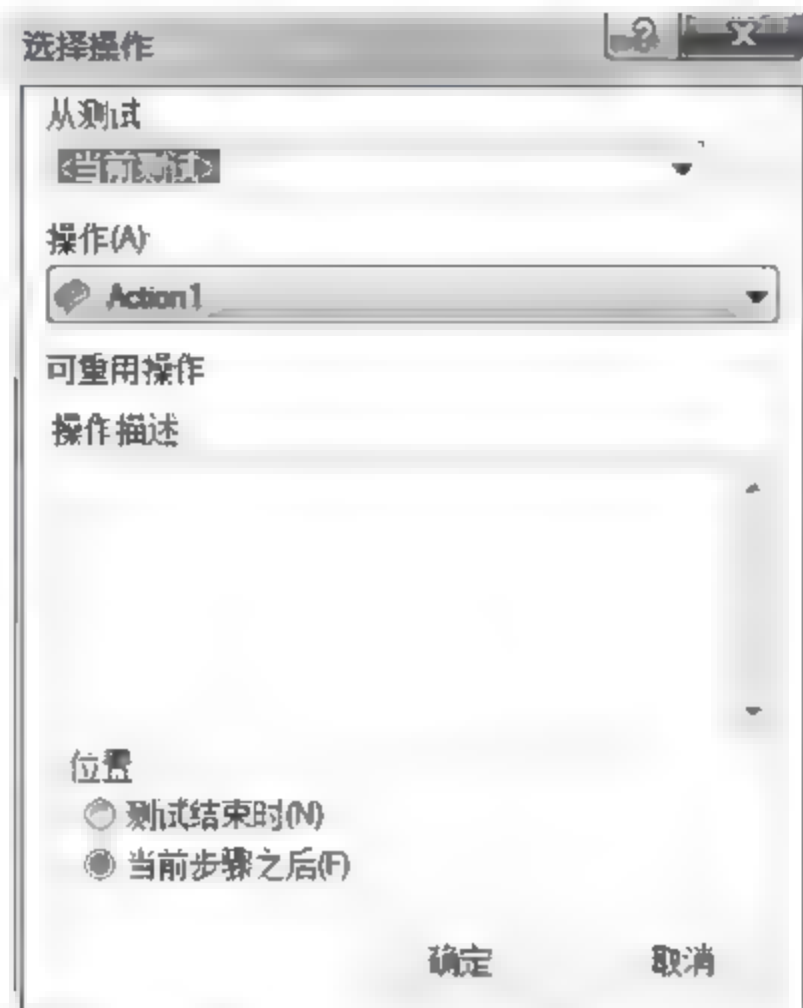 选择操作
从测试
<当前测试>
操作(A)
Action1
可重用操作
操作描述
位置
测试结束时(N)
当前步骤之后(F)
确定 取消